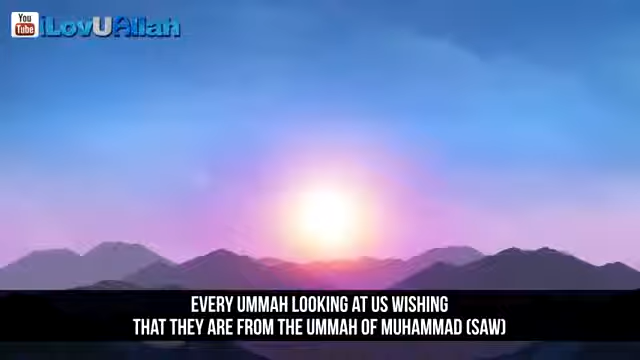 You
Tube
iLovUAllah
EVERY UMMAH LOOKING AT US WISHING
THAT THEY ARE FROM THE UMMAH OF MUHAMMAD (SAW)